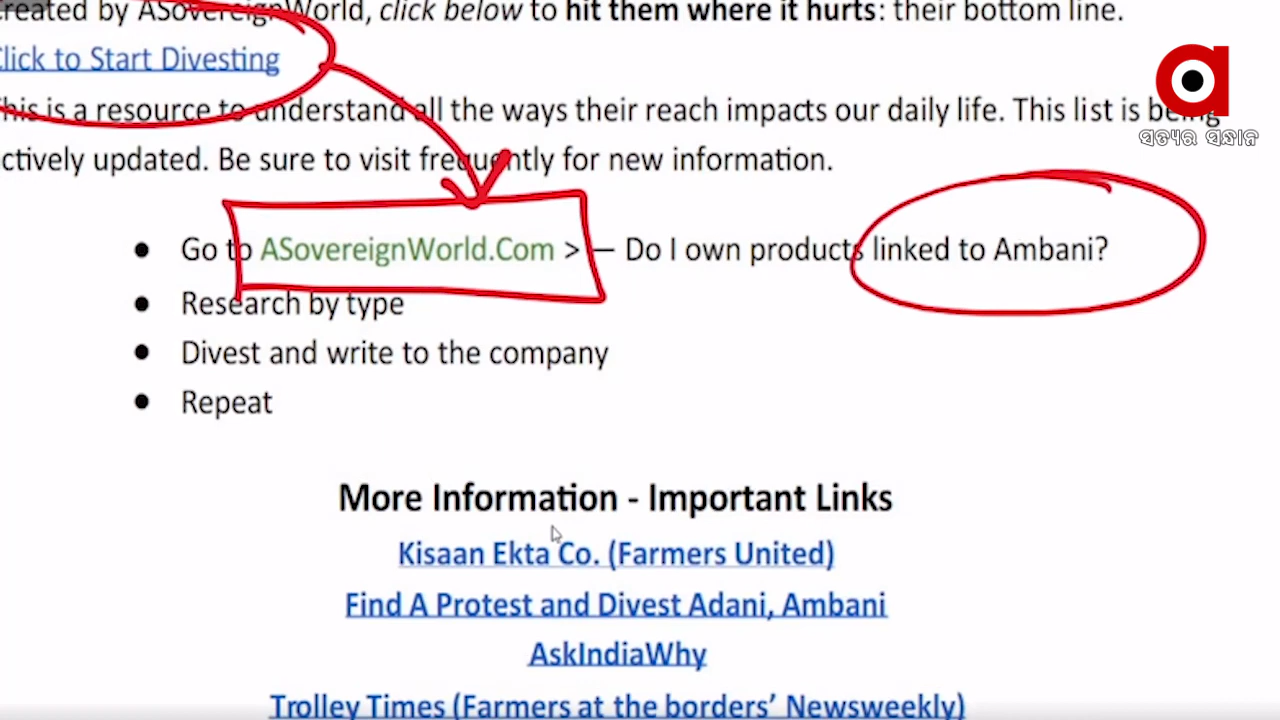 created by ASovereignWorld, click below to hit them where it hurts: their bottom line.
Click to Start Divesting
This is a resource to understand all the ways their reach impacts our daily life. This list is being
actively updated. Be sure to visit frequently for new information.
ସତ୍ୟର ସନ୍ଧାନ
● Go to ASovereignWorld.Com > — Do I own products linked to Ambani?
● Research by type
● Divest and write to the company
● Repeat
More Information - Important Links
Kisaan Ekta Co. (Farmers United)
Find A Protest and Divest Adani, Ambani
AskIndiaWhy
Trolley Times (Farmers at the borders’ Newsweekly)